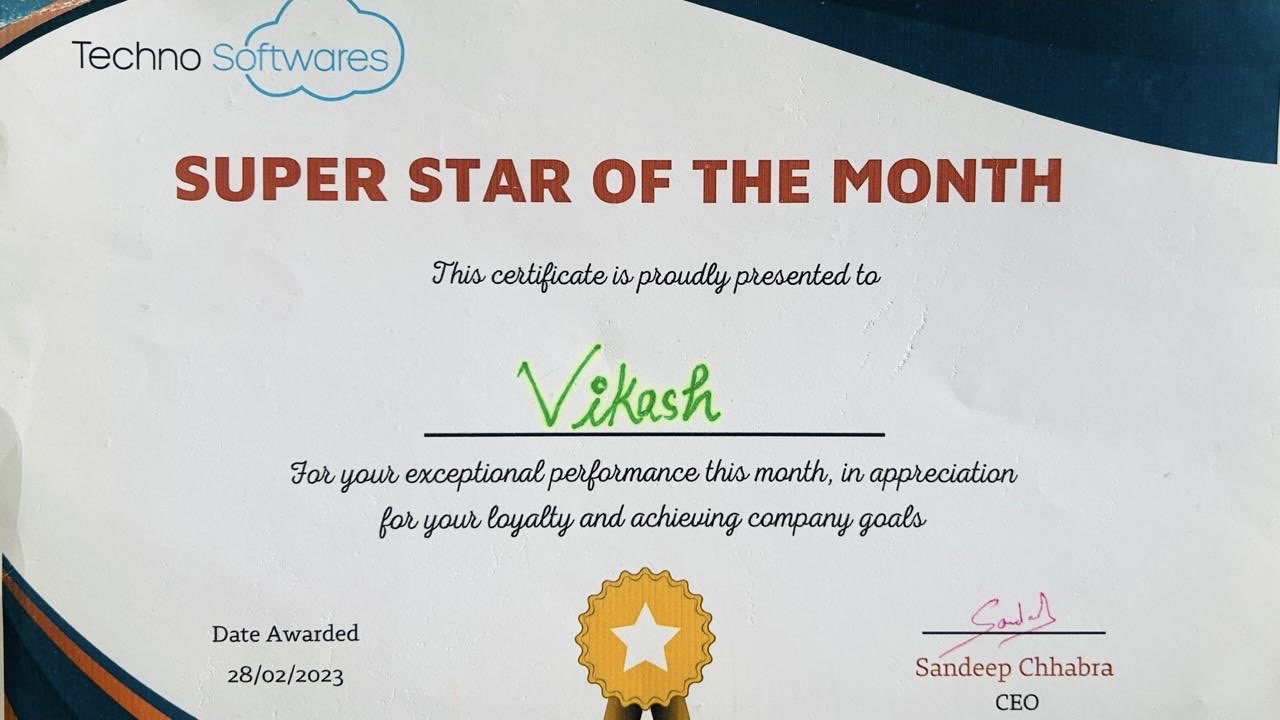 Techno Softwares
SUPER STAR OF THE MONTH
This certificate is proudly presented to
Vikash
For your exceptional performance this month, in appreciation
for your loyalty and achieving company goals
Date Awarded
28/02/2023
Sandeep Chhabra
CEO